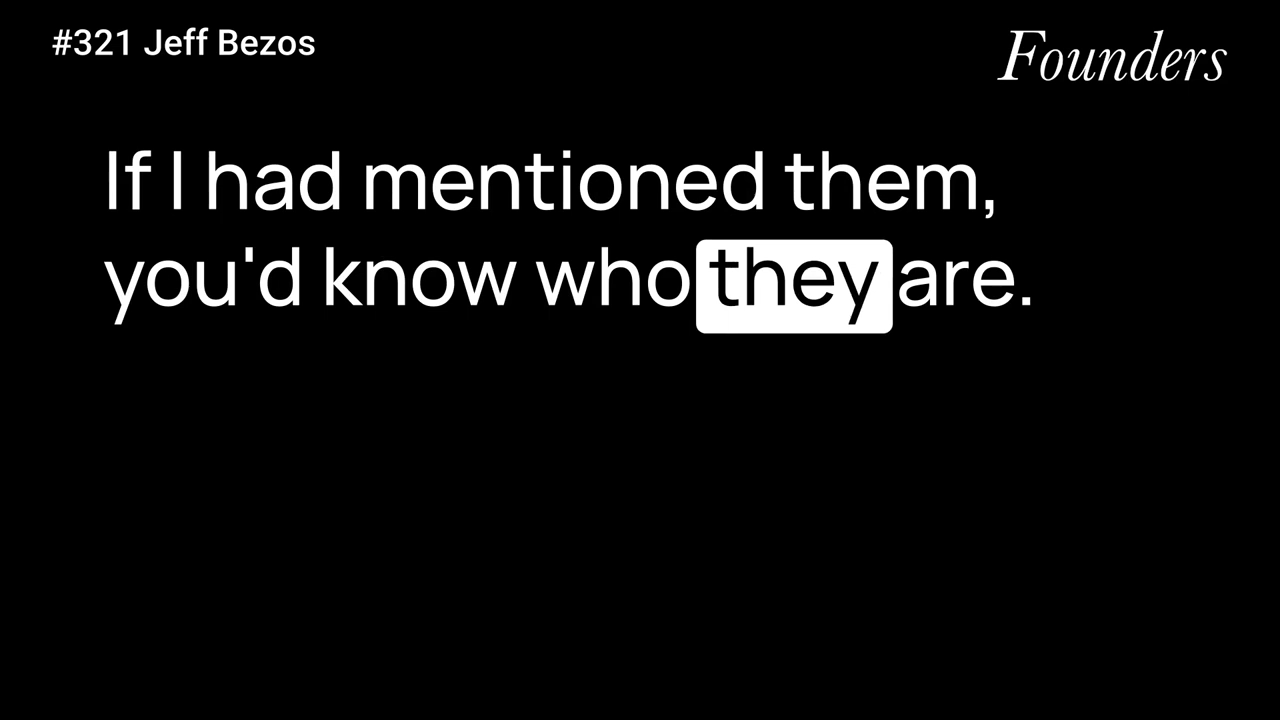 #321 Jeff Bezos
Founders
If I had mentioned them,
you'd know who they are.